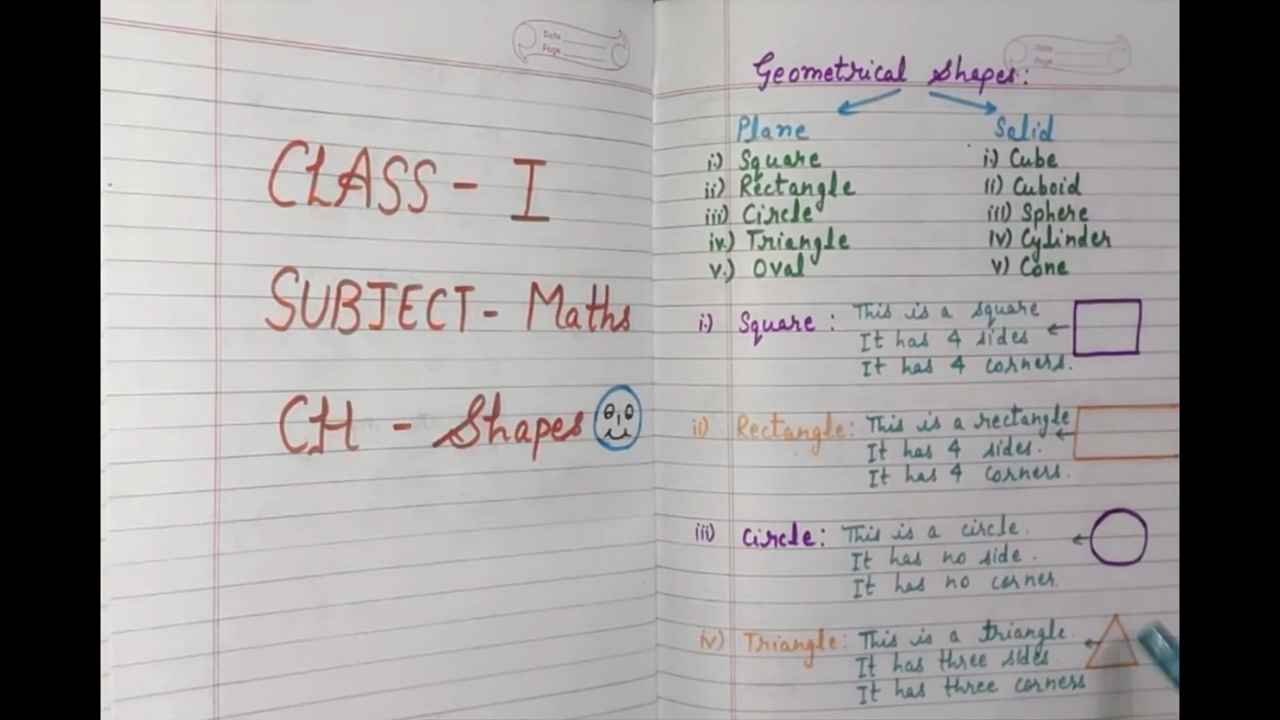 Date
Page
CLASS - I
SUBJECT - Maths
CH - Shapes
Date
Page
Geometrical Shapes:
Plane
i.) Square
ii) Rectangle
iii) Circle
iv.) Triangle
v.) Oval
Solid
i.) Cube
ii) Cuboid
iii) Sphere
iv) Cylinder
v) Cone
i.) Square : This is a square
It has 4 sides
It has 4 corners.
ii) Rectangle: This is a rectangle
It has 4 sides.
It has 4 corners.
iii) Circle: This is a circle.
It has no side.
It has no corner.
iv) Triangle: This is a triangle.
It has three sides
It has three corners